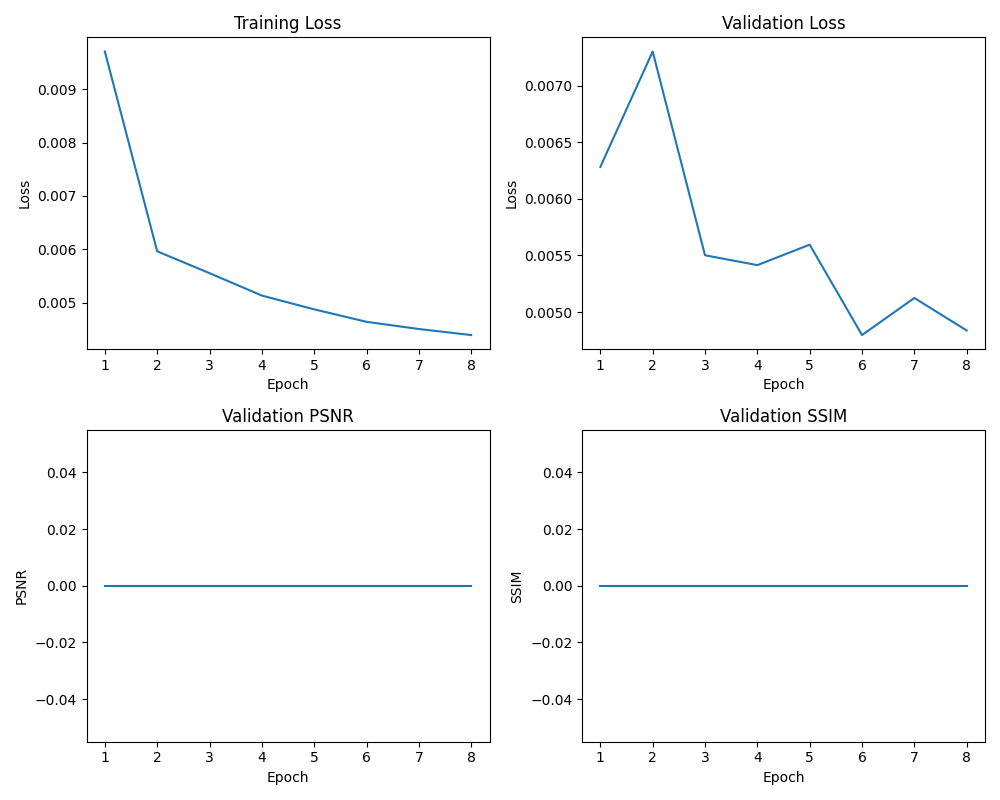 Training Loss
Loss
0.009
0.008
0.007
0.006
0.005
1 2 3 4 5 6 7 8
Epoch
Validation Loss
Loss
0.0070
0.0065
0.0060
0.0055
0.0050
1 2 3 4 5 6 7 8
Epoch
Validation PSNR
PSNR
0.04
0.02
0.00
−0.02
−0.04
1 2 3 4 5 6 7 8
Epoch
Validation SSIM
SSIM
0.04
0.02
0.00
−0.02
−0.04
1 2 3 4 5 6 7 8
Epoch